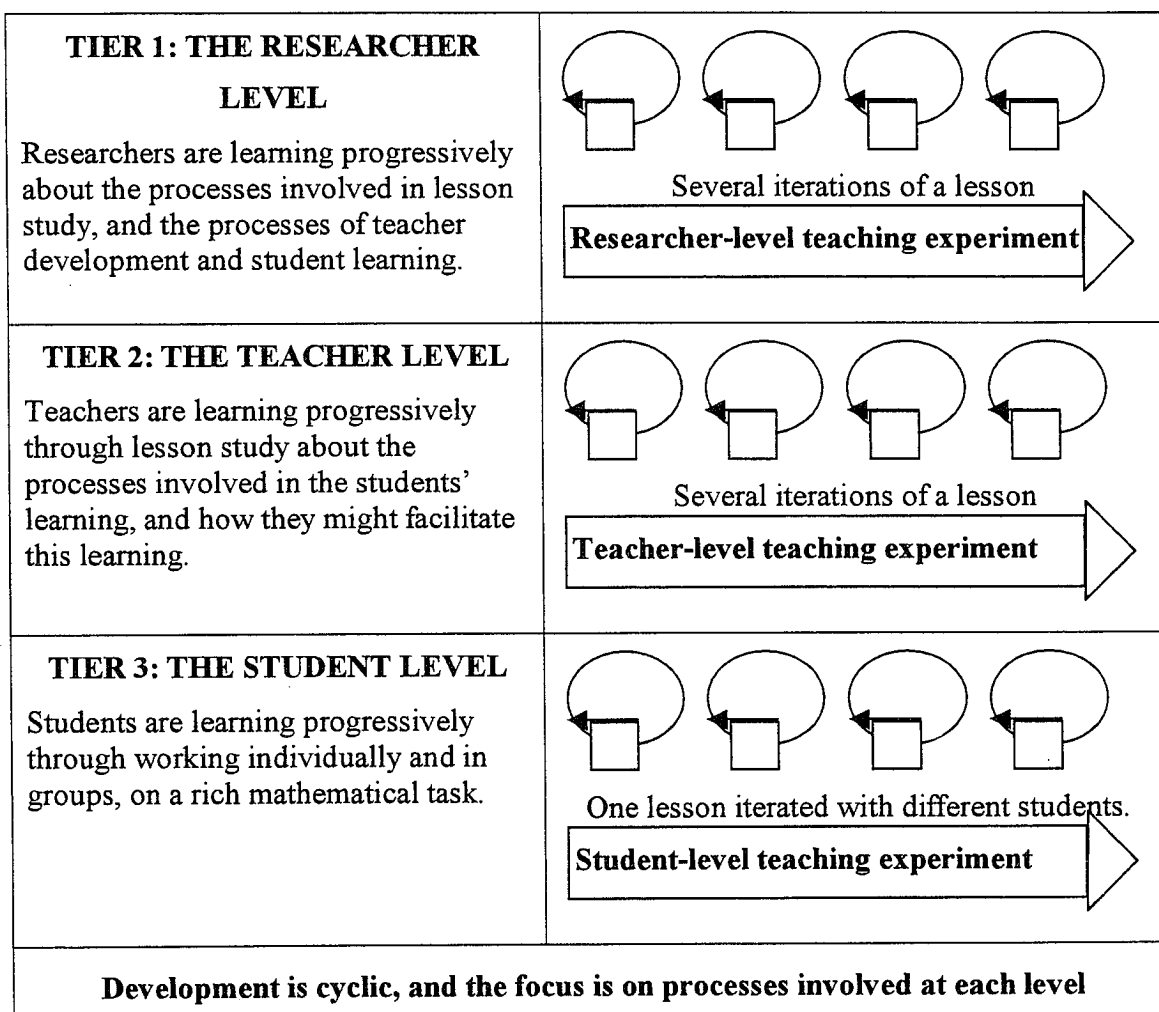 TIER 1: THE RESEARCHER
LEVEL
Researchers are learning progressively
about the processes involved in lesson
study, and the processes of teacher
development and student learning.
Several iterations of a lesson
Researcher-level teaching experiment
TIER 2: THE TEACHER LEVEL
Teachers are learning progressively
through lesson study about the
processes involved in the students’
learning, and how they might facilitate
this learning.
Several iterations of a lesson
Teacher-level teaching experiment
TIER 3: THE STUDENT LEVEL
Students are learning progressively
through working individually and in
groups, on a rich mathematical task.
One lesson iterated with different students.
Student-level teaching experiment
Development is cyclic, and the focus is on processes involved at each level